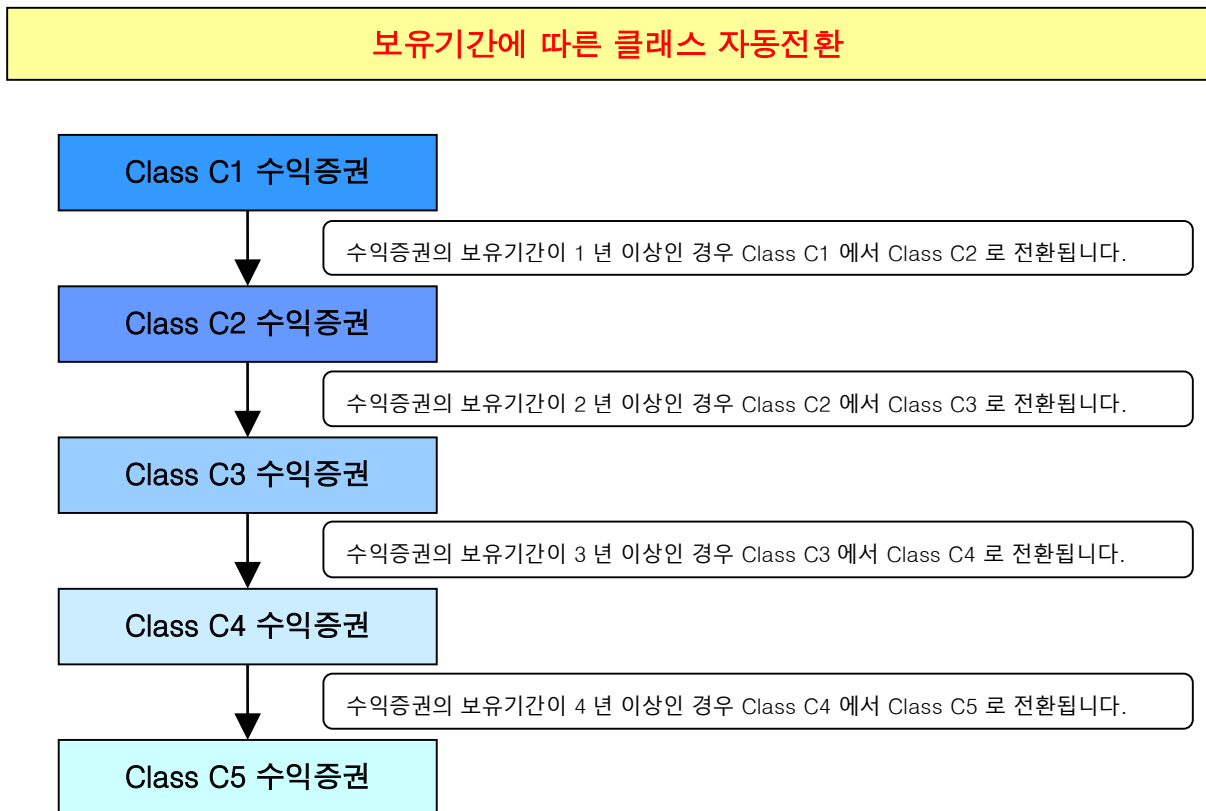 보유기간에 따른 클래스 자동전환
Class C1 수익증권
수익증권의 보유기간이 1 년 이상인 경우 Class C1 에서 Class C2 로 전환됩니다.
Class C2 수익증권
수익증권의 보유기간이 2 년 이상인 경우 Class C2 에서 Class C3 로 전환됩니다.
Class C3 수익증권
수익증권의 보유기간이 3 년 이상인 경우 Class C3 에서 Class C4 로 전환됩니다.
Class C4 수익증권
수익증권의 보유기간이 4 년 이상인 경우 Class C4 에서 Class C5 로 전환됩니다.
Class C5 수익증권